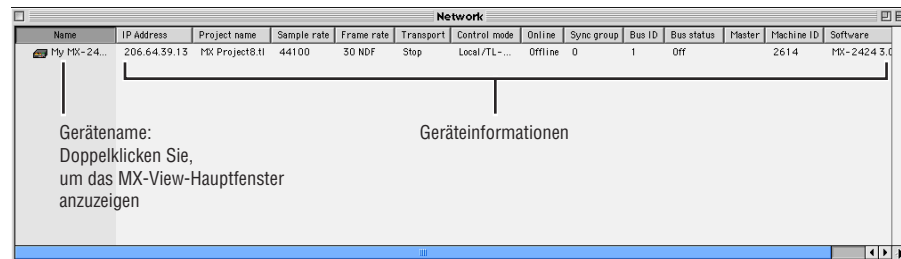 Network
Name IP Address Project name Sample rate Frame rate Transport Control mode Online Sync group Bus ID Bus status Master Machine ID Software
My MX-24... 206.64.39.13 MX Project8.tl 44100 30 NDF Stop Local/TL-... Offline 0 1 Off 2614 MX-2424 3.0
Gerätename:
Doppelklicken Sie,
um das MX-View-Hauptfenster
anzuzeigen
Geräteinformationen